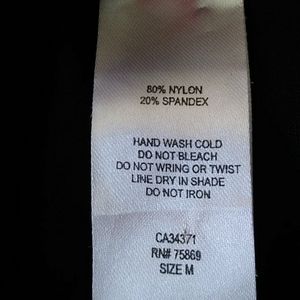 80% NYLON
20% SPANDEX
HAND WASH COLD
DO NOT BLEACH
DO NOT WRING OR TWIST
LINE DRY IN SHADE
DO NOT IRON
CA34371
RN# 75869
SIZE M